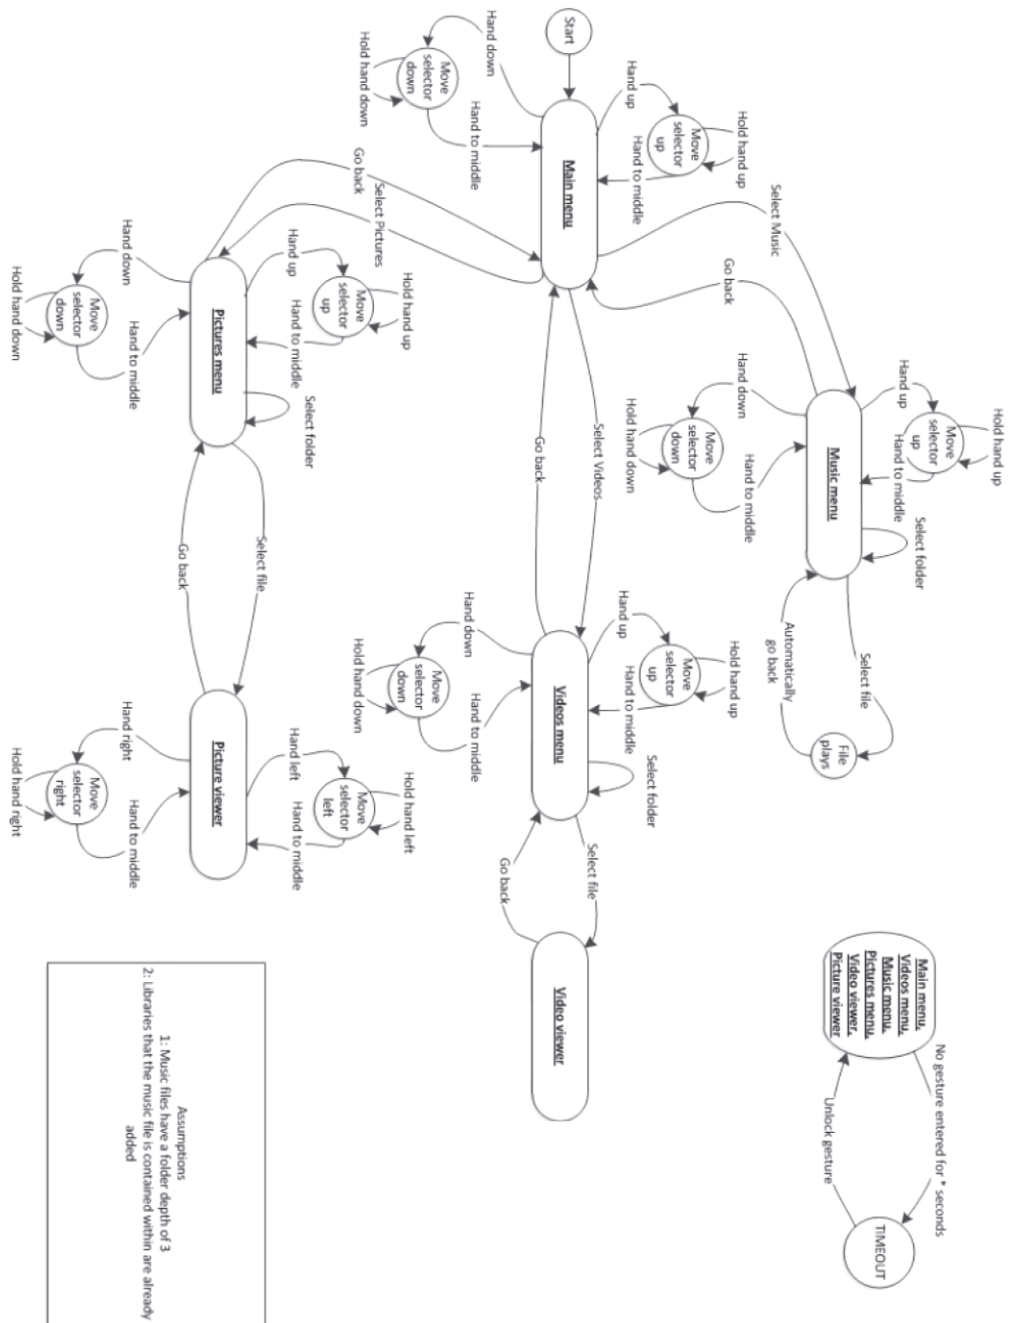 Start
Main menu
Hand up
Move
selector
up
Hold hand up
Hand to middle
Hand down
Move
selector
down
Hold hand down
Hand to middle
Select Music
Go back
Select Videos
Go back
Select Pictures
Go back
Music menu
Hand up
Move
selector
up
Hold hand up
Hand to middle
Hand down
Move
selector
down
Hold hand down
Hand to middle
Select folder
Select file
File
plays
Automatically
go back
Videos menu
Hand up
Move
selector
up
Hold hand up
Hand to middle
Hand down
Move
selector
down
Hold hand down
Hand to middle
Select folder
Select file
Go back
Video viewer
Pictures menu
Hand up
Move
selector
up
Hold hand up
Hand to middle
Hand down
Move
selector
down
Hold hand down
Hand to middle
Select folder
Select file
Go back
Picture viewer
Hand left
Move
selector
left
Hold hand left
Hand to middle
Hand right
Move
selector
right
Hold hand right
Hand to middle
Main menu,
Videos menu,
Music menu,
Pictures menu,
Video viewer,
Picture viewer
No gesture entered for * seconds
TIMEOUT
Unlock gesture
Assumptions
1: Music files have a folder depth of 3
2: Libraries that the music file is contained within are already
added